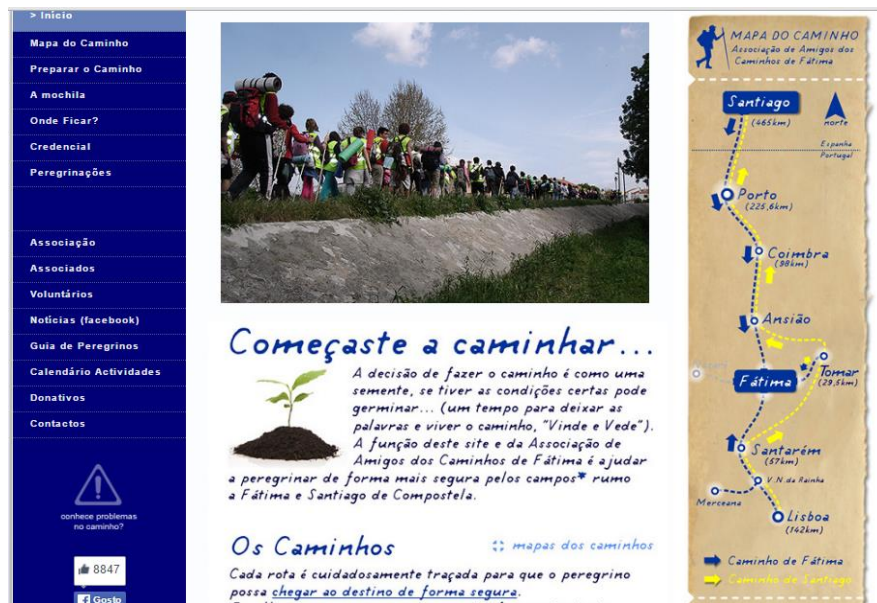 > Início
Mapa do Caminho
Preparar o Caminho
A mochila
Onde Ficar?
Credencial
Peregrinações
Associação
Associados
Voluntários
Notícias (facebook)
Guia de Peregrinos
Calendário Actividades
Donativos
Contactos
conhece problemas
no caminho?
8847
Gosto
Começaste a caminhar...
A decisão de fazer o caminho é como uma
semente, se tiver as condições certas pode
germinar... (um tempo para deixar as
palavras e viver o caminho, "Vinde e Vede").
A função deste site e da Associação de
Amigos dos Caminhos de Fátima é ajudar
a peregrinar de forma mais segura pelos campos* rumo
a Fátima e Santiago de Compostela.
Os Caminhos
mapas dos caminhos
Cada rota é cuidadosamente traçada para que o peregrino
possa chegar ao destino de forma segura.
MAPA DO CAMINHO
Associação de Amigos dos
Caminhos de Fátima
Santiago
(465km)
norte
Espanha
Portugal
Porto
(225,6km)
Coimbra
(98km)
Ansião
Tomar
(29,5km)
Fátima
Santarém
(57km)
V.N.da Rainha
Merceana
Lisboa
(142km)
Caminho de Fátima
Caminho de Santiago